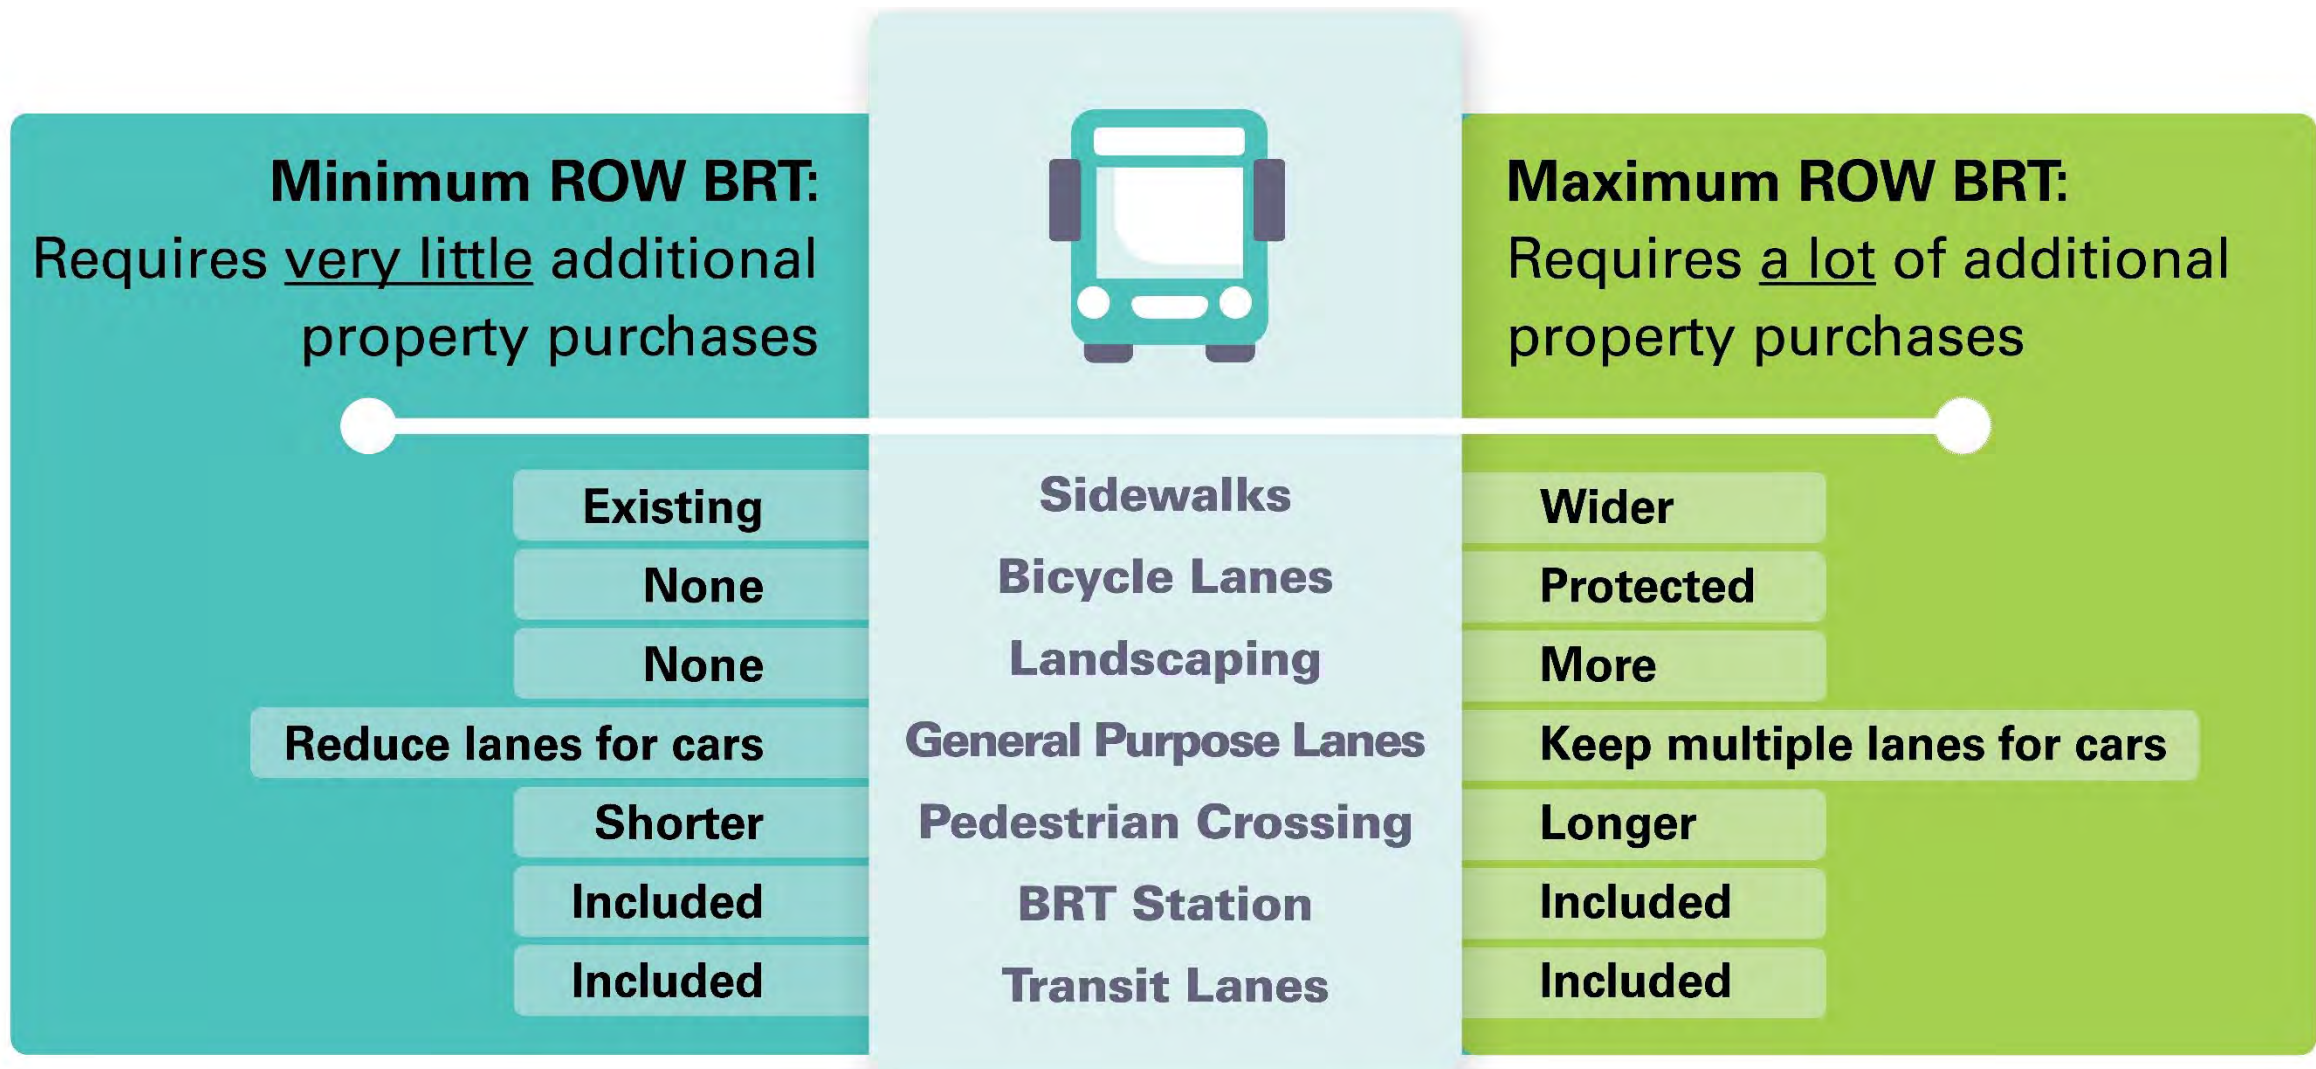 Minimum ROW BRT:
Requires very little additional
property purchases
Maximum ROW BRT:
Requires a lot of additional
property purchases
Existing Sidewalks Wider
None Bicycle Lanes Protected
None Landscaping More
Reduce lanes for cars General Purpose Lanes Keep multiple lanes for cars
Shorter Pedestrian Crossing Longer
Included BRT Station Included
Included Transit Lanes Included